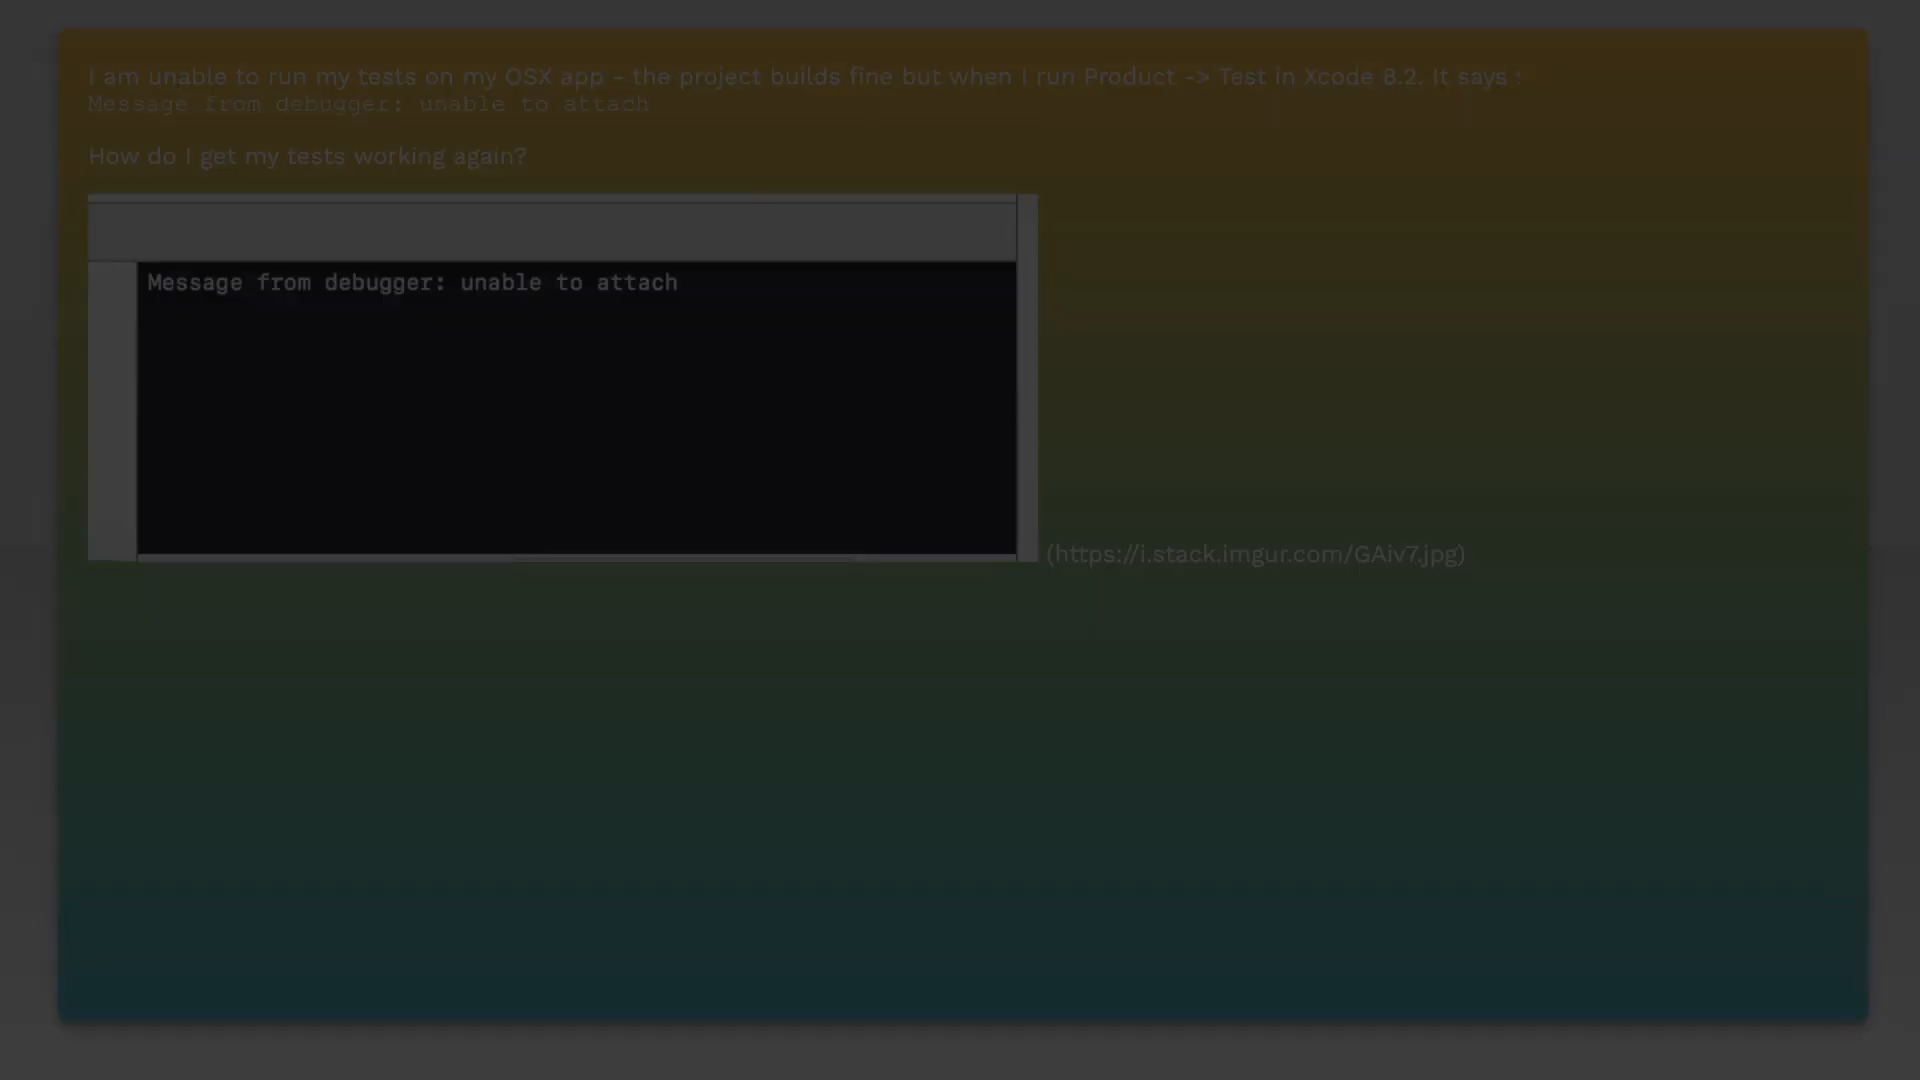 I am unable to run my tests on my OSX app - the project builds fine but when I run Product -> Test in Xcode 8.2. It says :
Message from debugger: unable to attach
How do I get my tests working again?
Message from debugger: unable to attach
(https://i.stack.imgur.com/GAiv7.jpg)